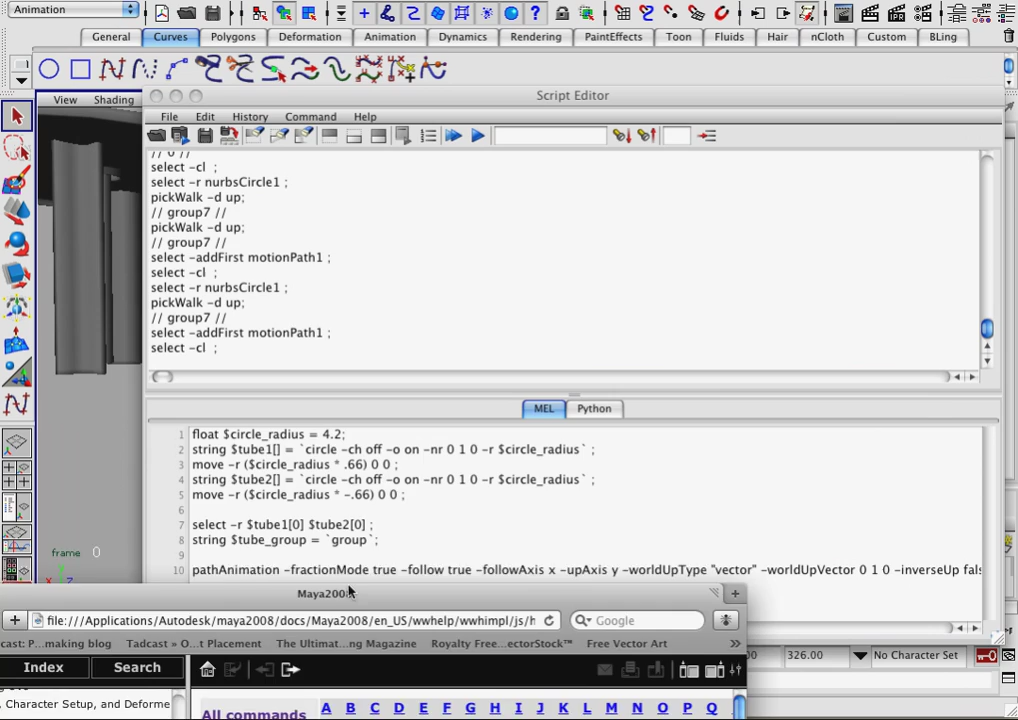 Animation
General Curves Polygons Deformation Animation Dynamics Rendering PaintEffects Toon Fluids Hair nCloth Custom BLing
View Shading
Script Editor
File Edit History Command Help
// 0 //
select -cl ;
select -r nurbsCircle1 ;
pickWalk -d up;
// group7 //
pickWalk -d up;
// group7 //
select -addFirst motionPath1 ;
select -cl ;
select -r nurbsCircle1 ;
pickWalk -d up;
// group7 //
select -addFirst motionPath1 ;
select -cl ;
MEL Python
1 float $circle_radius = 4.2;
2 string $tube1[] = `circle -ch off -o on -nr 0 1 0 -r $circle_radius` ;
3 move -r ($circle_radius * .66) 0 0 ;
4 string $tube2[] = `circle -ch off -o on -nr 0 1 0 -r $circle_radius` ;
5 move -r ($circle_radius * -.66) 0 0 ;
6
7 select -r $tube1[0] $tube2[0] ;
8 string $tube_group = `group`;
9
10 pathAnimation -fractionMode true -follow true -followAxis x -upAxis y -worldUpType "vector" -worldUpVector 0 1 0 -inverseUp fals
frame 0
Maya2008
file:///Applications/Autodesk/maya2008/docs/Maya2008/en_US/wwhelp/wwhimpl/js/h Google
cast: P...making blog Tadcast » O...t Placement The Ultimat...ng Magazine Royalty Free...ectorStock™ Free Vector Art »
00 326.00 No Character Set
Index Search
, Character Setup, and Deforme
All commands A B C D E F G H I J K L M N O P Q